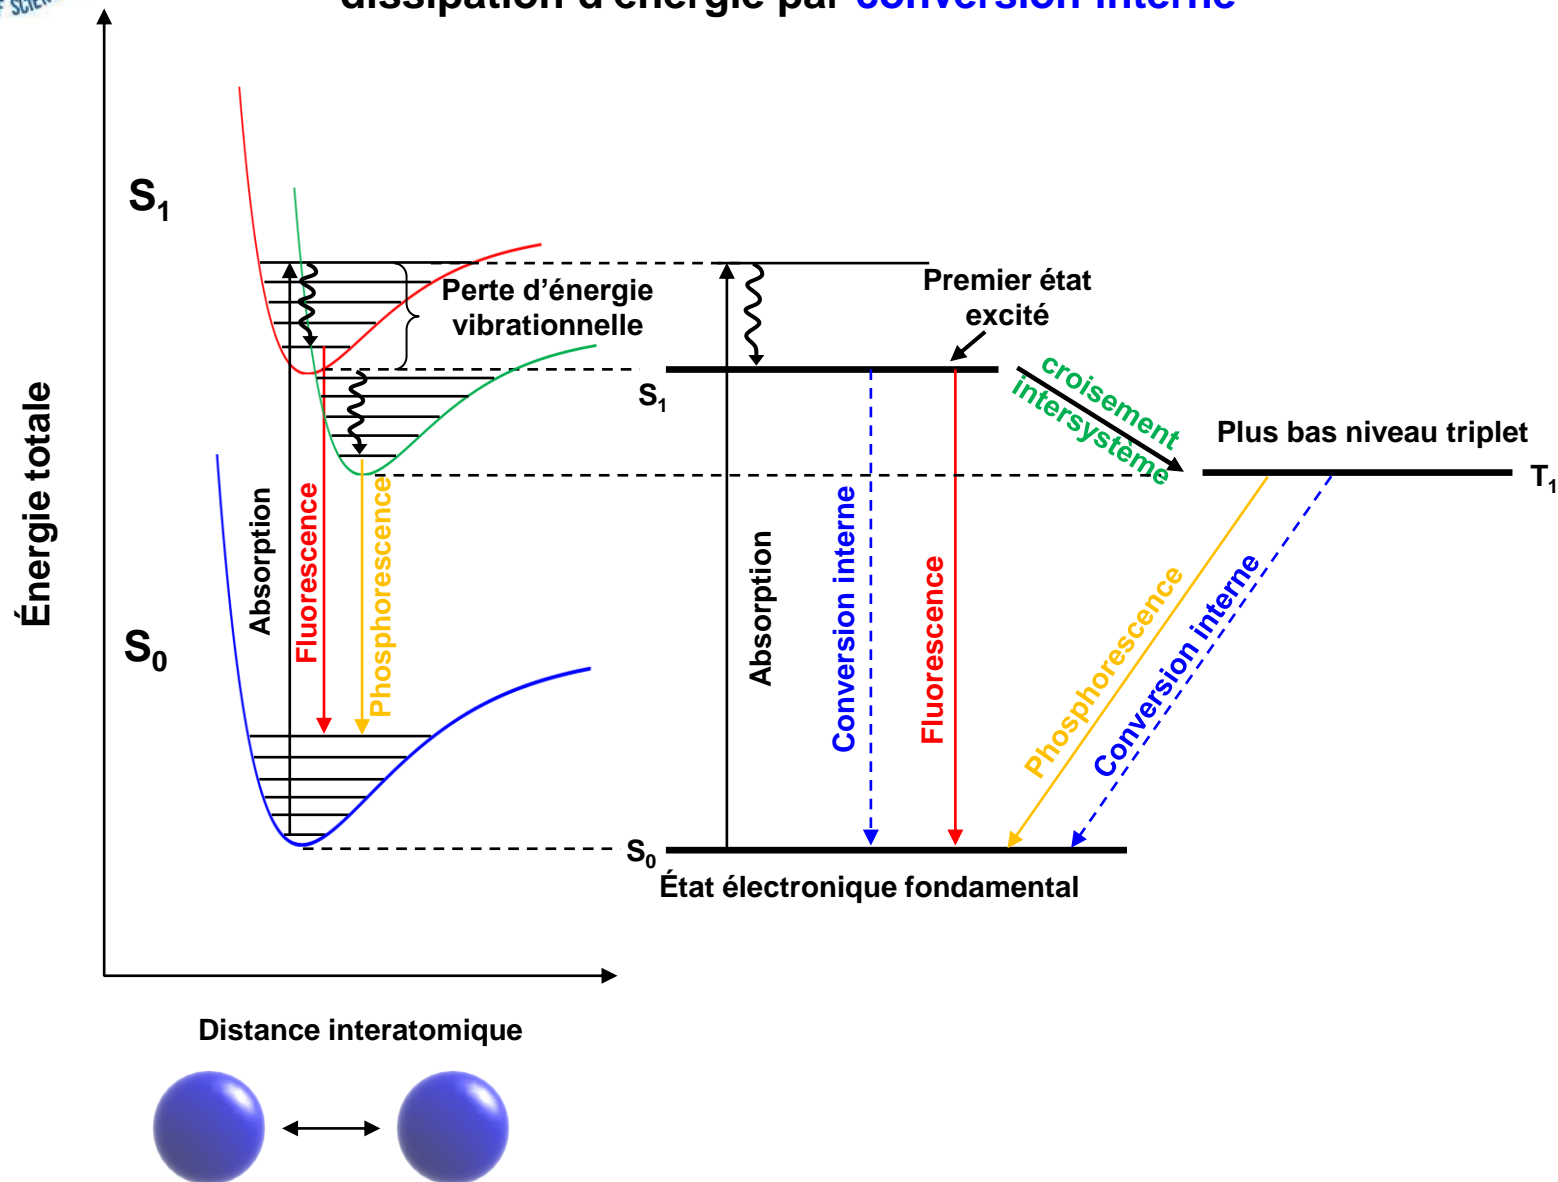 OF SCIEN
dissipation d'énergie par conversion interne
S1
Perte d'énergie
vibrationnelle
Premier état
excité
S1
croisement
intersystème
Plus bas niveau triplet
T1
Énergie totale
Absorption
Fluorescence
Phosphorescence
Absorption
Conversion interne
Fluorescence
Phosphorescence
Conversion interne
S0
S0
État électronique fondamental
Distance interatomique